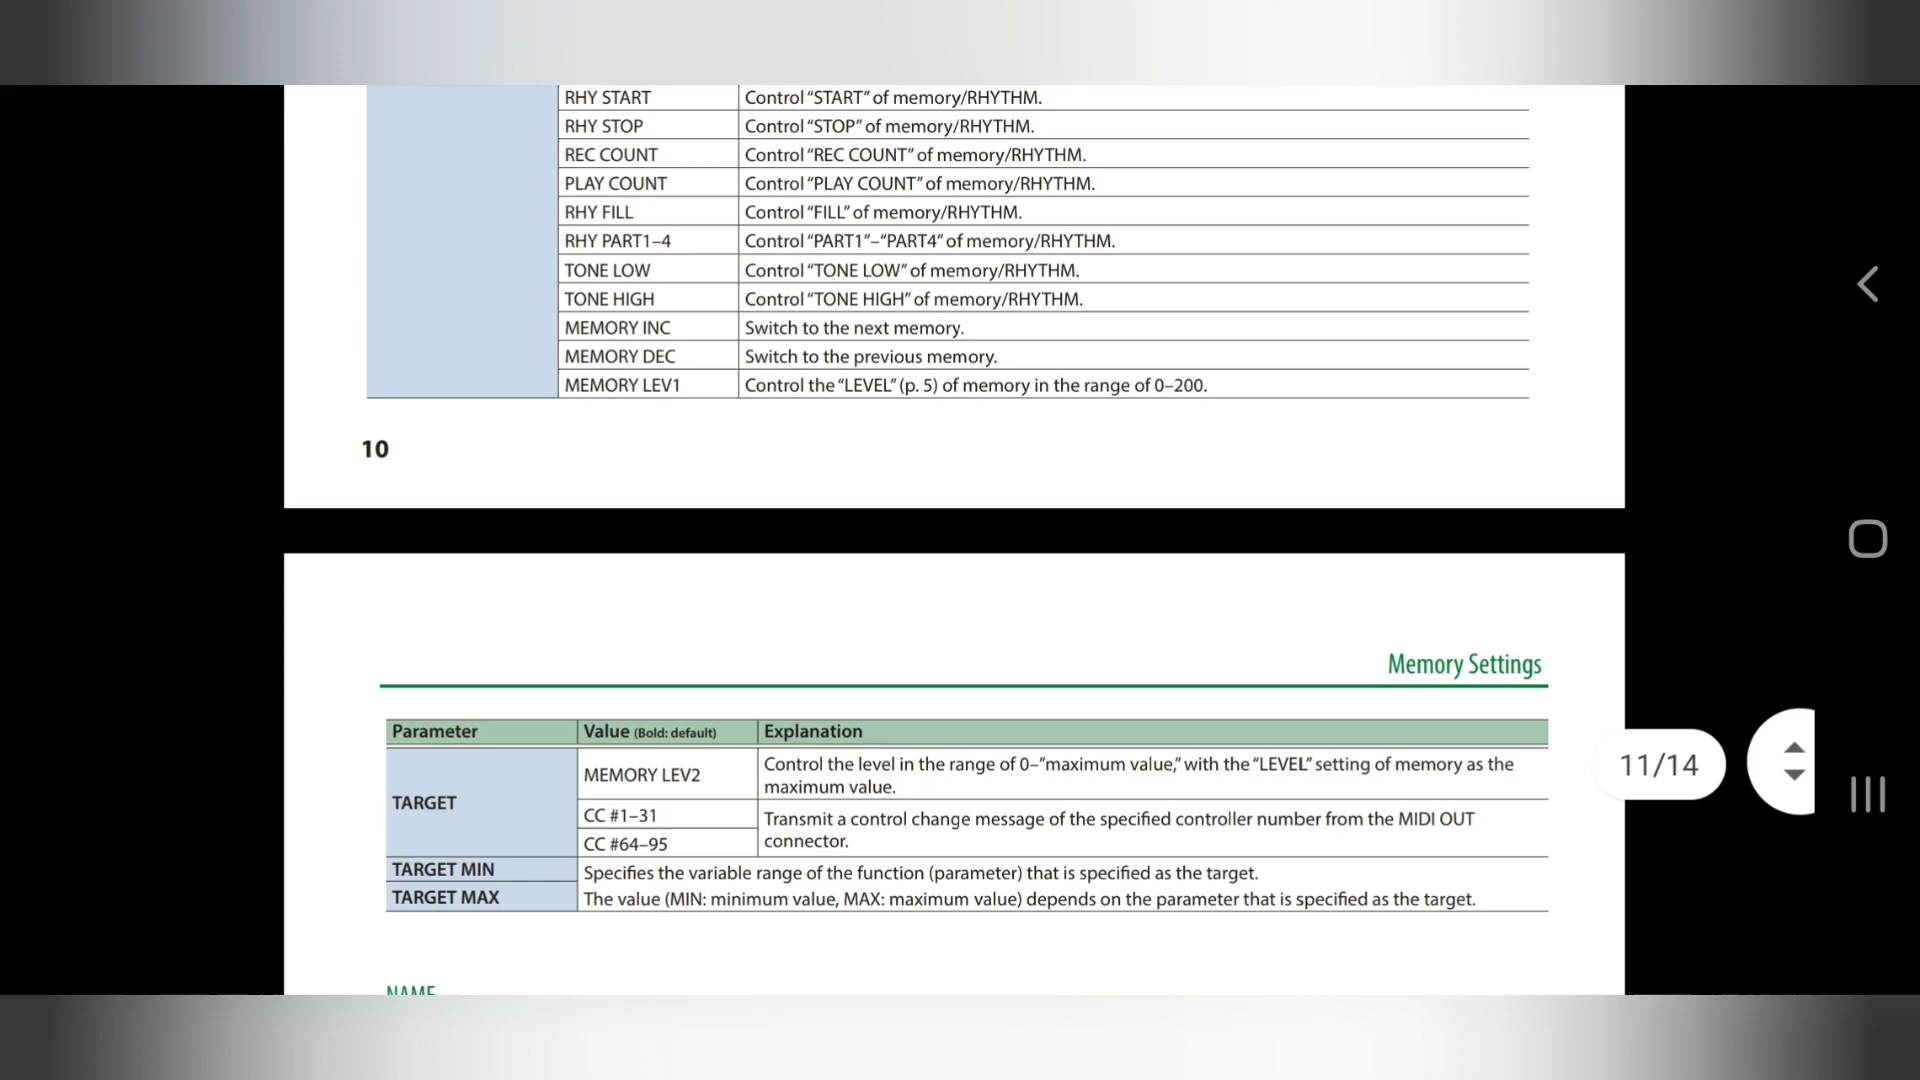 RHY START Control “START” of memory/RHYTHM.
RHY STOP Control “STOP” of memory/RHYTHM.
REC COUNT Control “REC COUNT” of memory/RHYTHM.
PLAY COUNT Control “PLAY COUNT” of memory/RHYTHM.
RHY FILL Control “FILL” of memory/RHYTHM.
RHY PART1–4 Control “PART1”–“PART4” of memory/RHYTHM.
TONE LOW Control “TONE LOW” of memory/RHYTHM.
TONE HIGH Control “TONE HIGH” of memory/RHYTHM.
MEMORY INC Switch to the next memory.
MEMORY DEC Switch to the previous memory.
MEMORY LEV1 Control the “LEVEL” (p. 5) of memory in the range of 0–200.
10
Memory Settings
Parameter Value (Bold: default) Explanation
TARGET
MEMORY LEV2
Control the level in the range of 0–”maximum value,” with the “LEVEL” setting of memory as the
maximum value.
CC #1–31
CC #64–95
Transmit a control change message of the specified controller number from the MIDI OUT
connector.
TARGET MIN
TARGET MAX
Specifies the variable range of the function (parameter) that is specified as the target.
The value (MIN: minimum value, MAX: maximum value) depends on the parameter that is specified as the target.
11/14
NAME